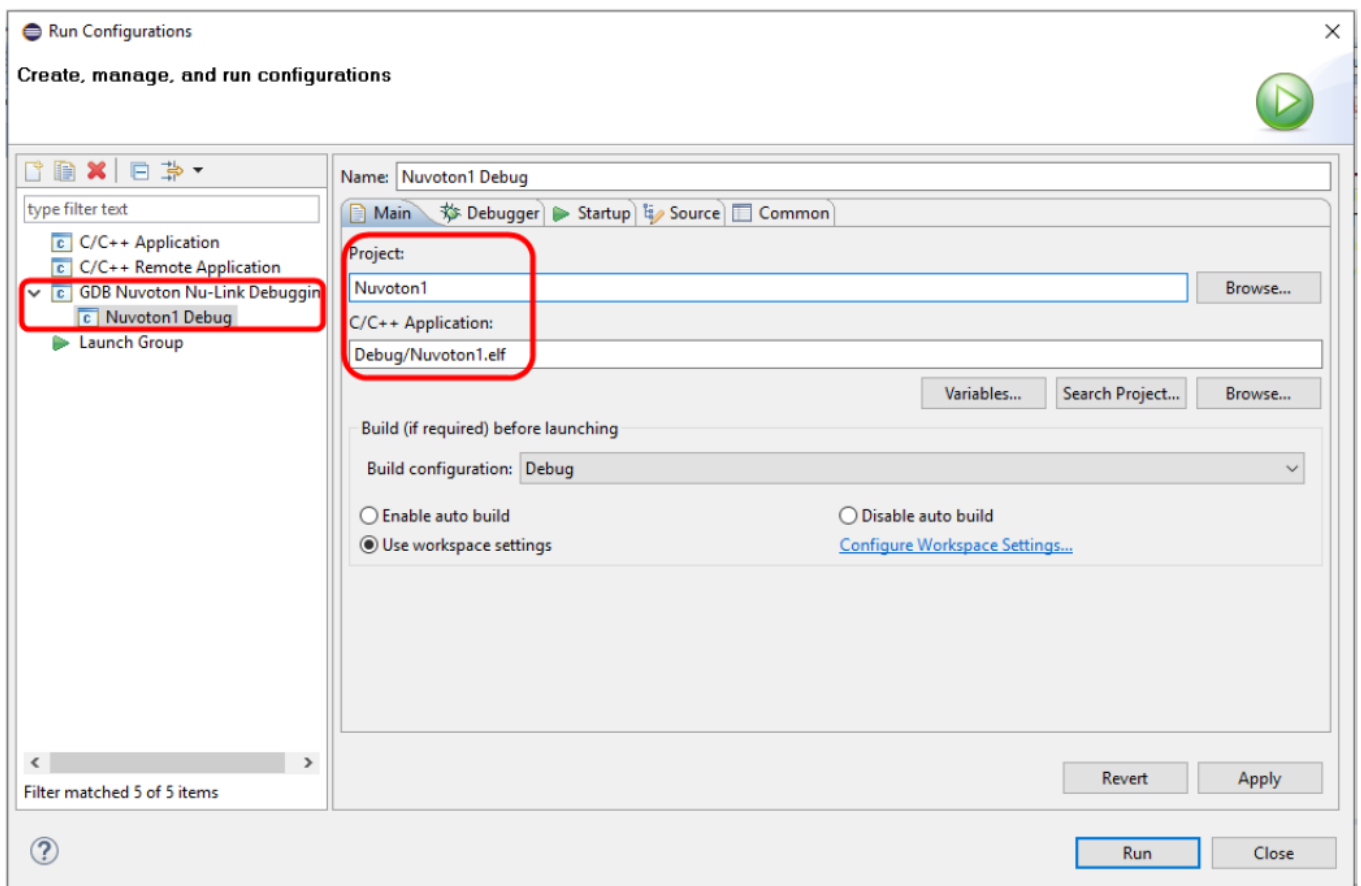 Run Configurations
Create, manage, and run configurations
Name: Nuvoton1 Debug
type filter text
Main Debugger Startup Source Common
C/C++ Application
C/C++ Remote Application
GDB Nuvoton Nu-Link Debuggin
Nuvoton1 Debug
Launch Group
Project:
Nuvoton1 Browse...
C/C++ Application:
Debug/Nuvoton1.elf
Variables... Search Project... Browse...
Build (if required) before launching
Build configuration: Debug
Enable auto build Disable auto build
Use workspace settings Configure Workspace Settings...
Filter matched 5 of 5 items
Revert Apply
Run Close